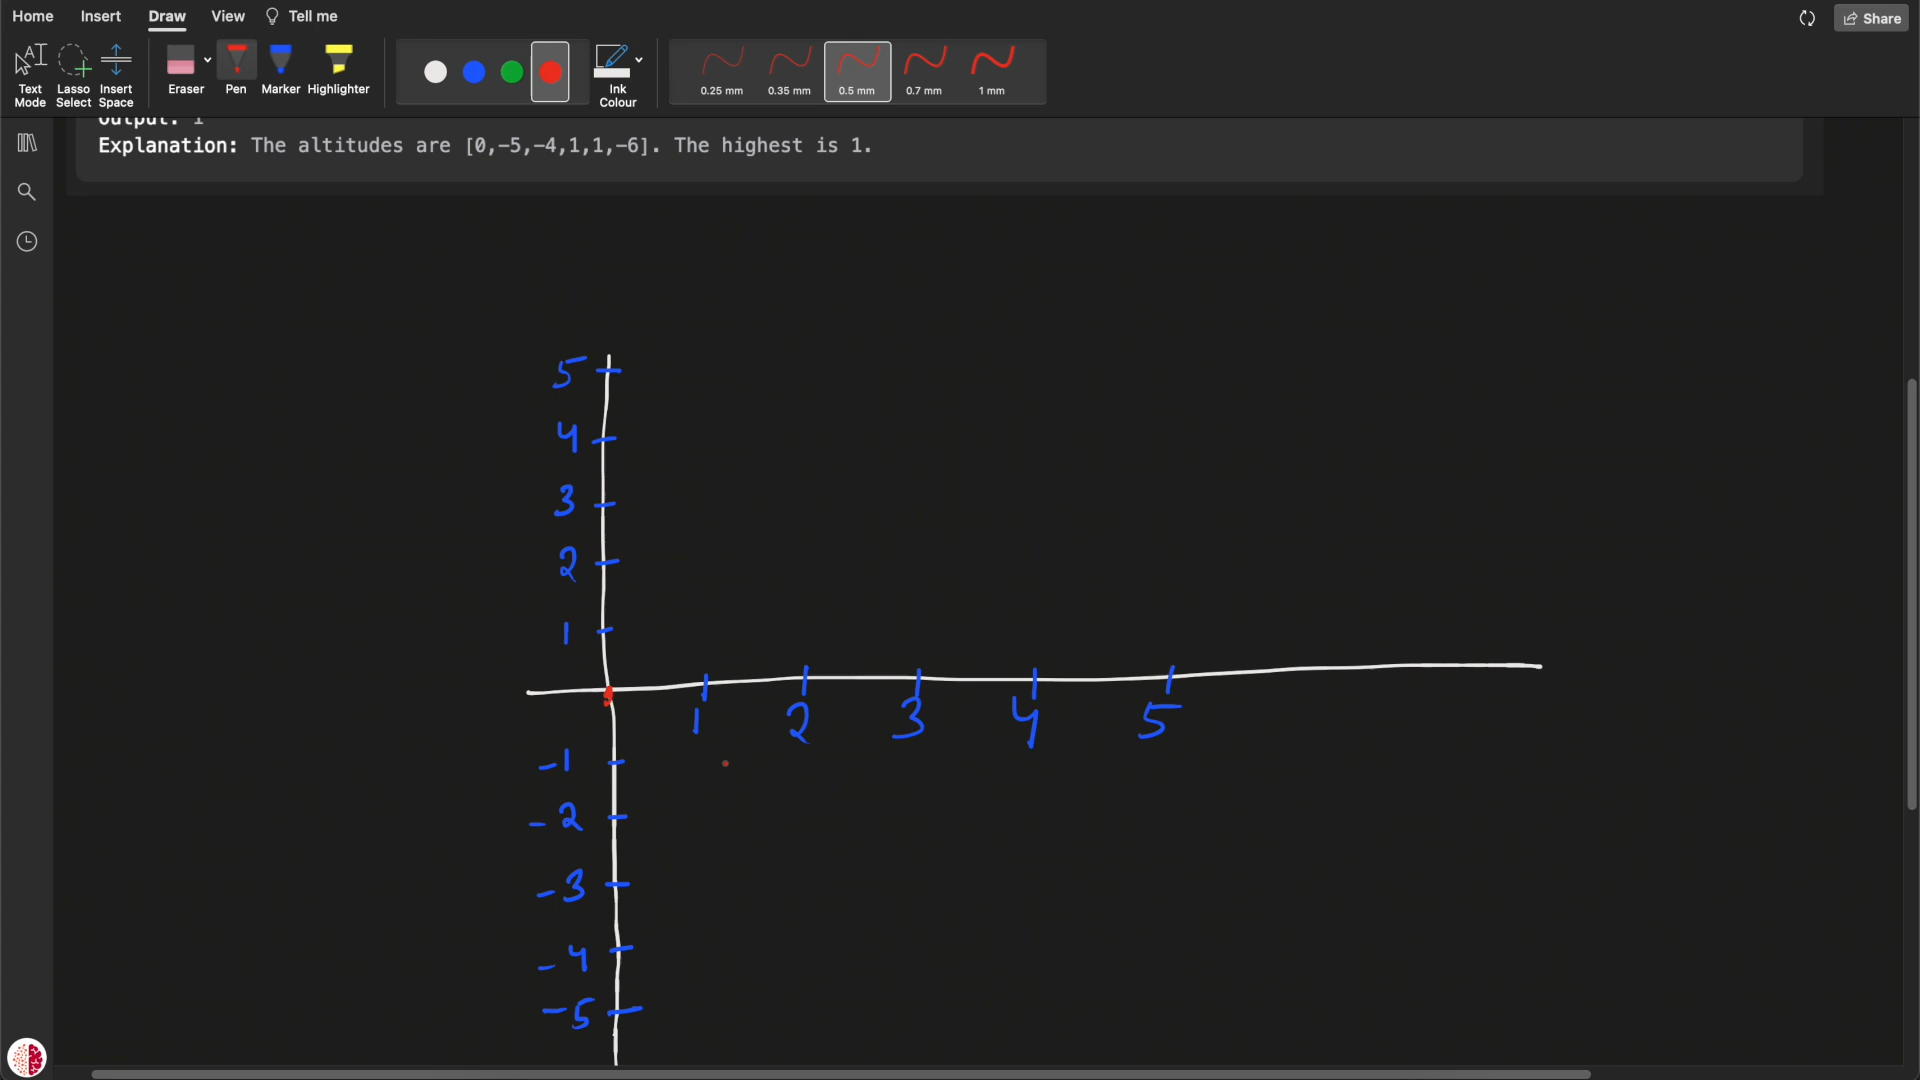 Home Insert Draw View Tell me Share
Text Mode
Lasso Select
Insert Space
Eraser
Pen
Marker
Highlighter
Ink Colour
0.25 mm
0.35 mm
0.5 mm
0.7 mm
1 mm
Output: 1
Explanation: The altitudes are [0,-5,-4,1,1,-6]. The highest is 1.
5
4
3
2
1
1 2 3 4 5
-1
-2
-3
-4
-5